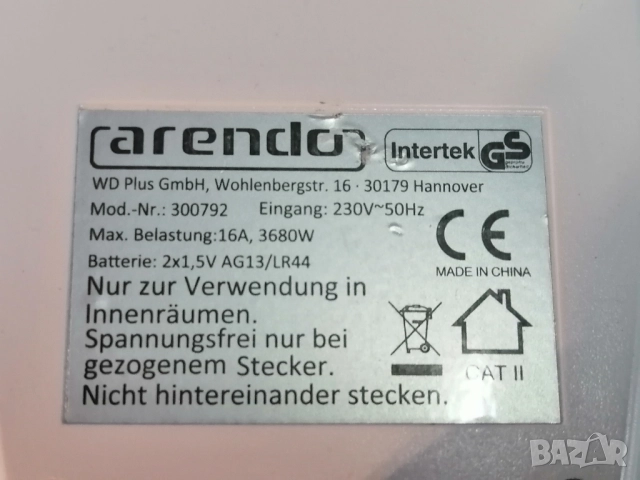 arendo
Intertek GS
geprüfte Sicherheit
WD Plus GmbH, Wohlenbergstr. 16 · 30179 Hannover
Mod.-Nr.: 300792 Eingang: 230V~50Hz
Max. Belastung:16A, 3680W
Batterie: 2x1,5V AG13/LR44
CE
MADE IN CHINA
Nur zur Verwendung in
Innenräumen.
Spannungsfrei nur bei
gezogenem Stecker.
Nicht hintereinander stecken.
CAT II
BAZAR